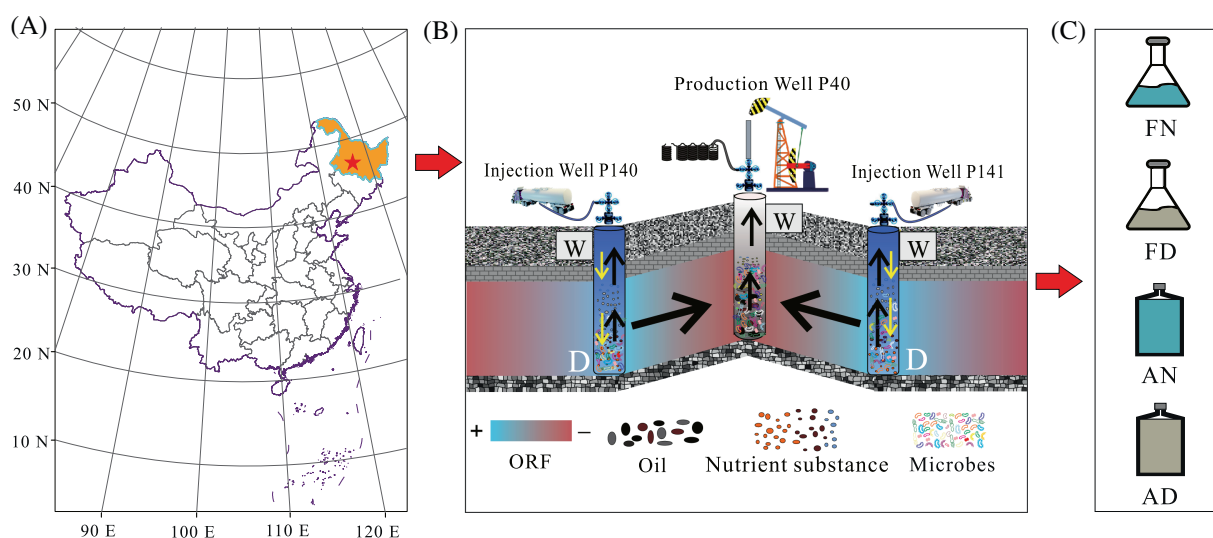 (A)
50 N
40 N
30 N
20 N
10 N
90 E
100 E
110 E
120 E
(B)
Production Well P40
Injection Well P140
Injection Well P141
W
W
W
D
D
+
−
ORF
Oil
Nutrient substance
Microbes
(C)
FN
FD
AN
AD